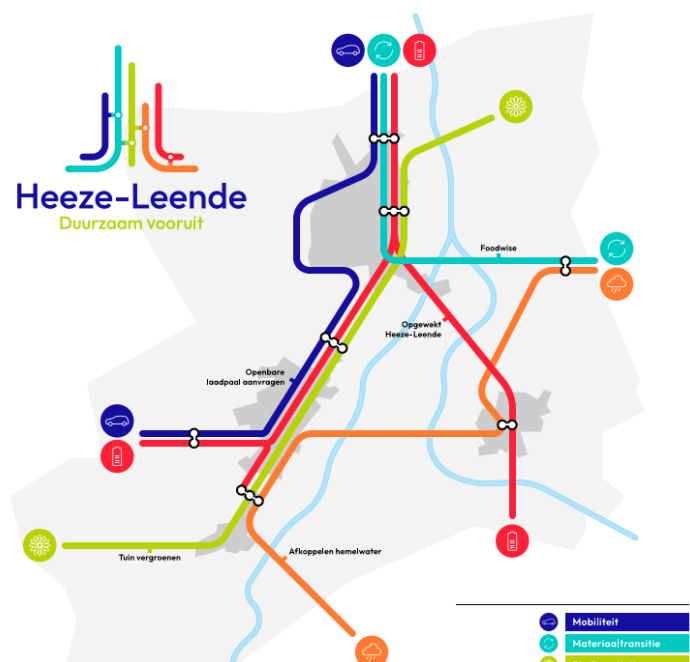 Heeze-Leende
Duurzaam vooruit
Foodwise
Opgewekt
Heeze-Leende
Openbare
laadpaal aanvragen
Tuin vergroenen
Afkoppelen hemelwater
Mobiliteit
Materiaaltransitie